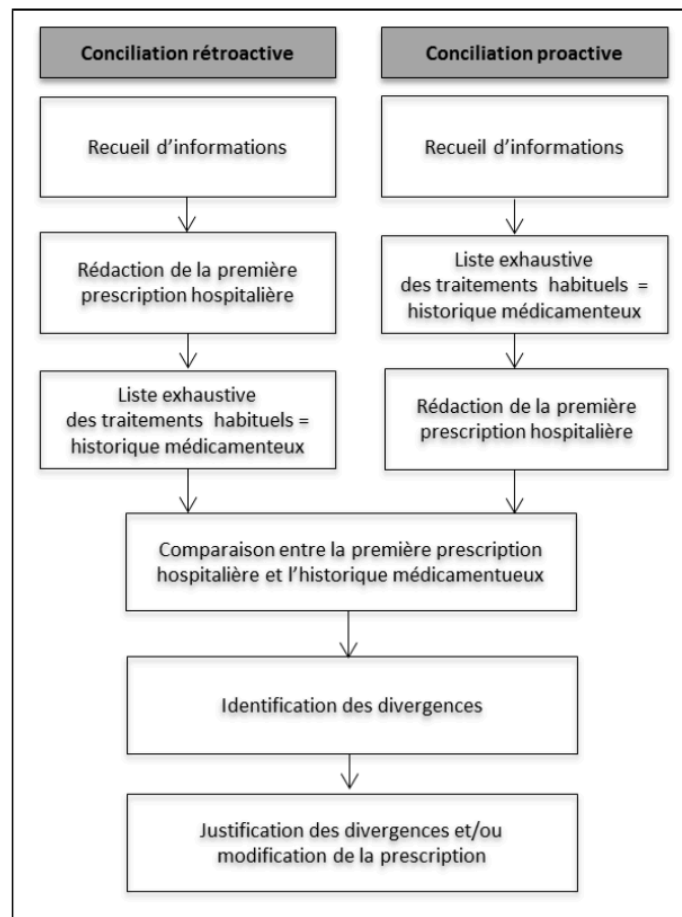 Conciliation rétroactive
Recueil d'informations
Rédaction de la première
prescription hospitalière
Liste exhaustive
des traitements habituels =
historique médicamenteux
Conciliation proactive
Recueil d'informations
Liste exhaustive
des traitements habituels =
historique médicamenteux
Rédaction de la première
prescription hospitalière
Comparaison entre la première prescription
hospitalière et l'historique médicamentueux
Identification des divergences
Justification des divergences et/ou
modification de la prescription